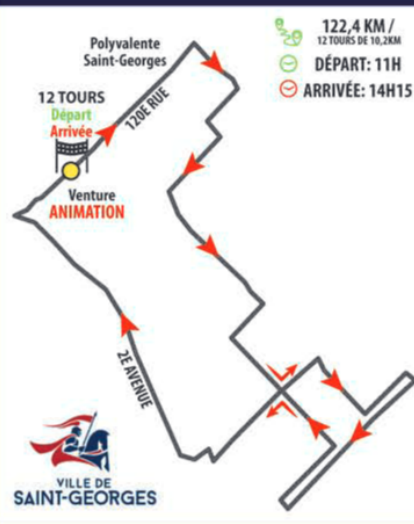 122,4 KM /
12 TOURS DE 10,2KM
DÉPART: 11H
ARRIVÉE: 14H15
Polyvalente
Saint-Georges
12 TOURS
Départ
Arrivée
120E RUE
Venture
ANIMATION
2E AVENUE
VILLE DE
SAINT-GEORGES